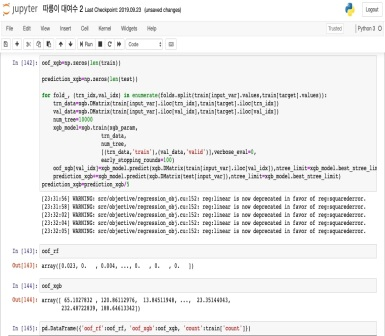 jupyter 따릉이 대여수 2 Last Checkpoint: 2019.09.23 (unsaved changes)
Logout
File Edit View Insert Cell Kernel Widgets Help
Trusted Python 3
Run Code
In [142]: oof_xgb=np.zeros(len(train))
prediction_xgb=np.zeros(len(test))
for fold_, (trn_idx,val_idx) in enumerate(folds.split(train[input_var].values,train[target].values)):
trn_data=xgb.DMatrix(train[input_var].iloc[trn_idx],train[target].iloc[trn_idx])
val_data=xgb.DMatrix(train[input_var].iloc[val_idx],train[target].iloc[val_idx])
num_tree=10000
xgb_model=xgb.train(xgb_param,
trn_data,
num_tree,
[(trn_data,'train'),(val_data,'valid')],verbose_eval=0,
early_stopping_rounds=100)
oof_xgb[val_idx]=xgb_model.predict(xgb.DMatrix(train[input_var].iloc[val_idx]),ntree_limit=xgb_model.best_ntree_lim
prediction_xgb+=xgb_model.predict(xgb.DMatrix(test[input_var]),ntree_limit=xgb_model.best_ntree_limit)
prediction_xgb=prediction_xgb/5
[23:31:56] WARNING: src/objective/regression_obj.cu:152: reg:linear is now deprecated in favor of reg:squarederror.
[23:31:58] WARNING: src/objective/regression_obj.cu:152: reg:linear is now deprecated in favor of reg:squarederror.
[23:32:02] WARNING: src/objective/regression_obj.cu:152: reg:linear is now deprecated in favor of reg:squarederror.
[23:32:04] WARNING: src/objective/regression_obj.cu:152: reg:linear is now deprecated in favor of reg:squarederror.
[23:32:05] WARNING: src/objective/regression_obj.cu:152: reg:linear is now deprecated in favor of reg:squarederror.
In [143]: oof_rf
Out[143]: array([0.023, 0. , 0.004, ..., 0. , 0. , 0. ])
In [144]: oof_xgb
Out[144]: array([ 65.1827832 , 120.86112976, 13.84511948, ..., 23.35144043,
232.48722839, 188.64613342])
In [145]: pd.DataFrame({'oof_rf':oof_rf, 'oof_xgb':oof_xgb, 'count':train['count']})